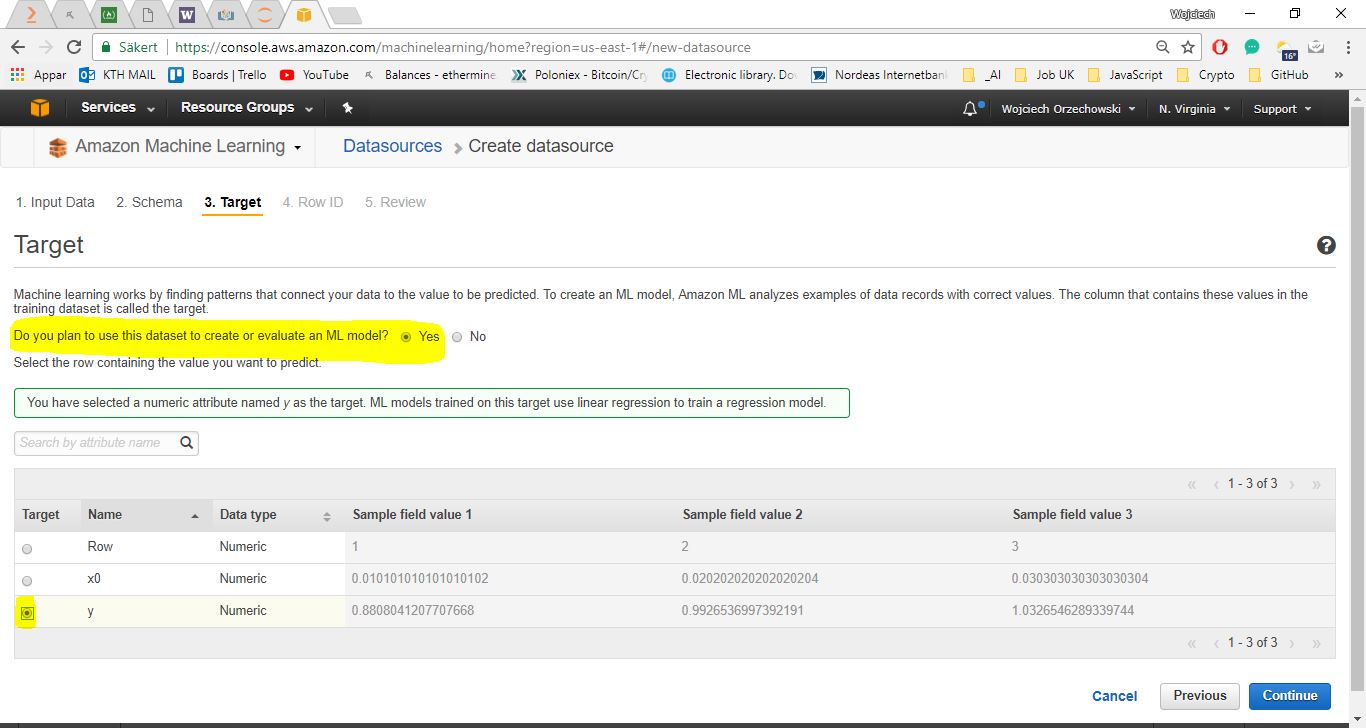 Wojciech
Säkert https://console.aws.amazon.com/machinelearning/home?region=us-east-1#/new-datasource
16°
Appar KTH MAIL Boards | Trello YouTube Balances - ethermine Poloniex - Bitcoin/Cry Electronic library. Do Nordeas Internetban _AI Job UK JavaScript Crypto GitHub »
Services Resource Groups Wojciech Orzechowski N. Virginia Support
Amazon Machine Learning Datasources Create datasource
1. Input Data 2. Schema 3. Target 4. Row ID 5. Review
Target
Machine learning works by finding patterns that connect your data to the value to be predicted. To create an ML model, Amazon ML analyzes examples of data records with correct values. The column that contains these values in the
training dataset is called the target.
Do you plan to use this dataset to create or evaluate an ML model? Yes No
Select the row containing the value you want to predict.
You have selected a numeric attribute named y as the target. ML models trained on this target use linear regression to train a regression model.
Search by attribute name
« ‹ 1 - 3 of 3 › »
Target Name Data type Sample field value 1 Sample field value 2 Sample field value 3
Row Numeric 1 2 3
x0 Numeric 0.010101010101010102 0.020202020202020204 0.030303030303030304
y Numeric 0.8808041207707668 0.9926536997392191 1.0326546289339744
« ‹ 1 - 3 of 3 › »
Cancel Previous Continue